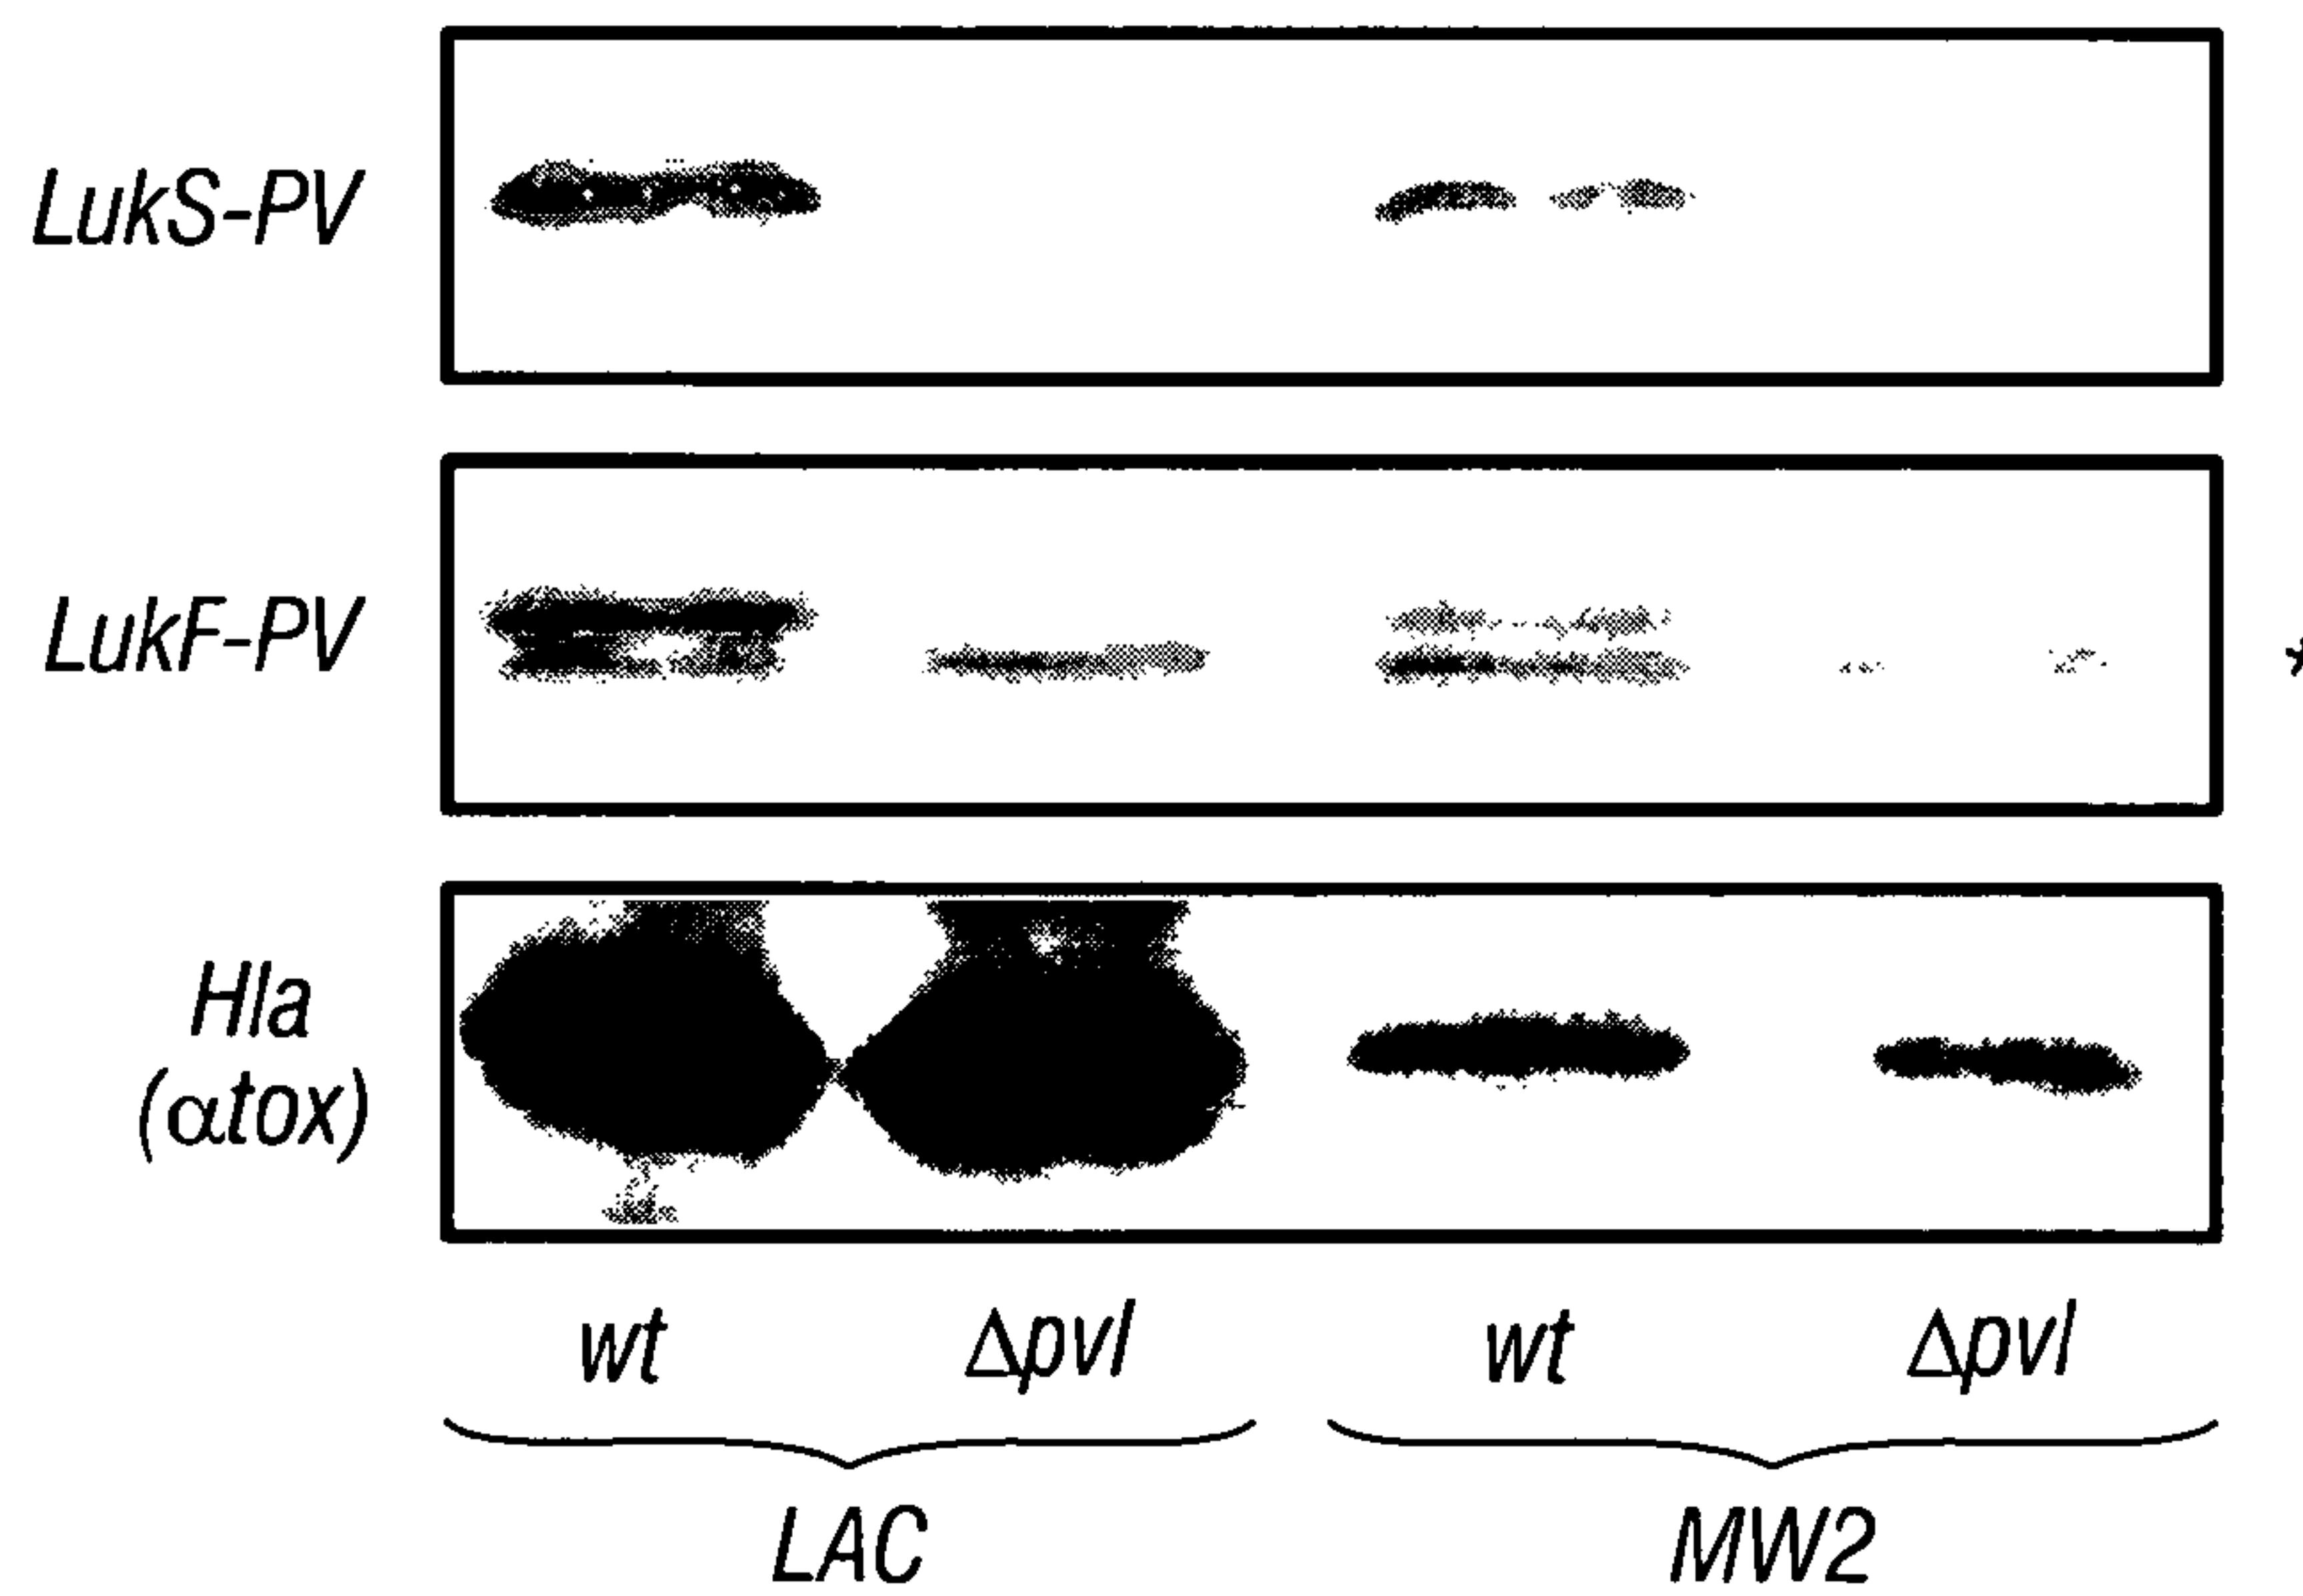 LukS-PV
LukF-PV
*
Hla
(αtox)
wt Δpvl wt Δpvl
LAC MW2